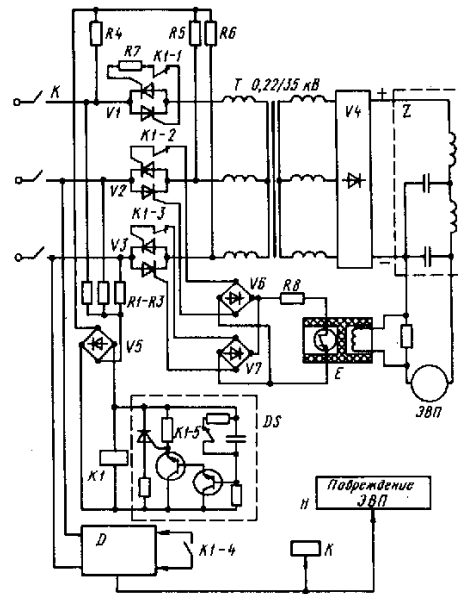 R4
R5
R6
R7
K1-1
K
T 0,22/35 кВ
V1
V4
+
Z
K1-2
V2
K1-3
V3
−
V6
R8
R1-R3
V5
V7
E
ЭВП
DS
K1-5
K1
Повреждение
ЭВП
H
D
K1-4
K